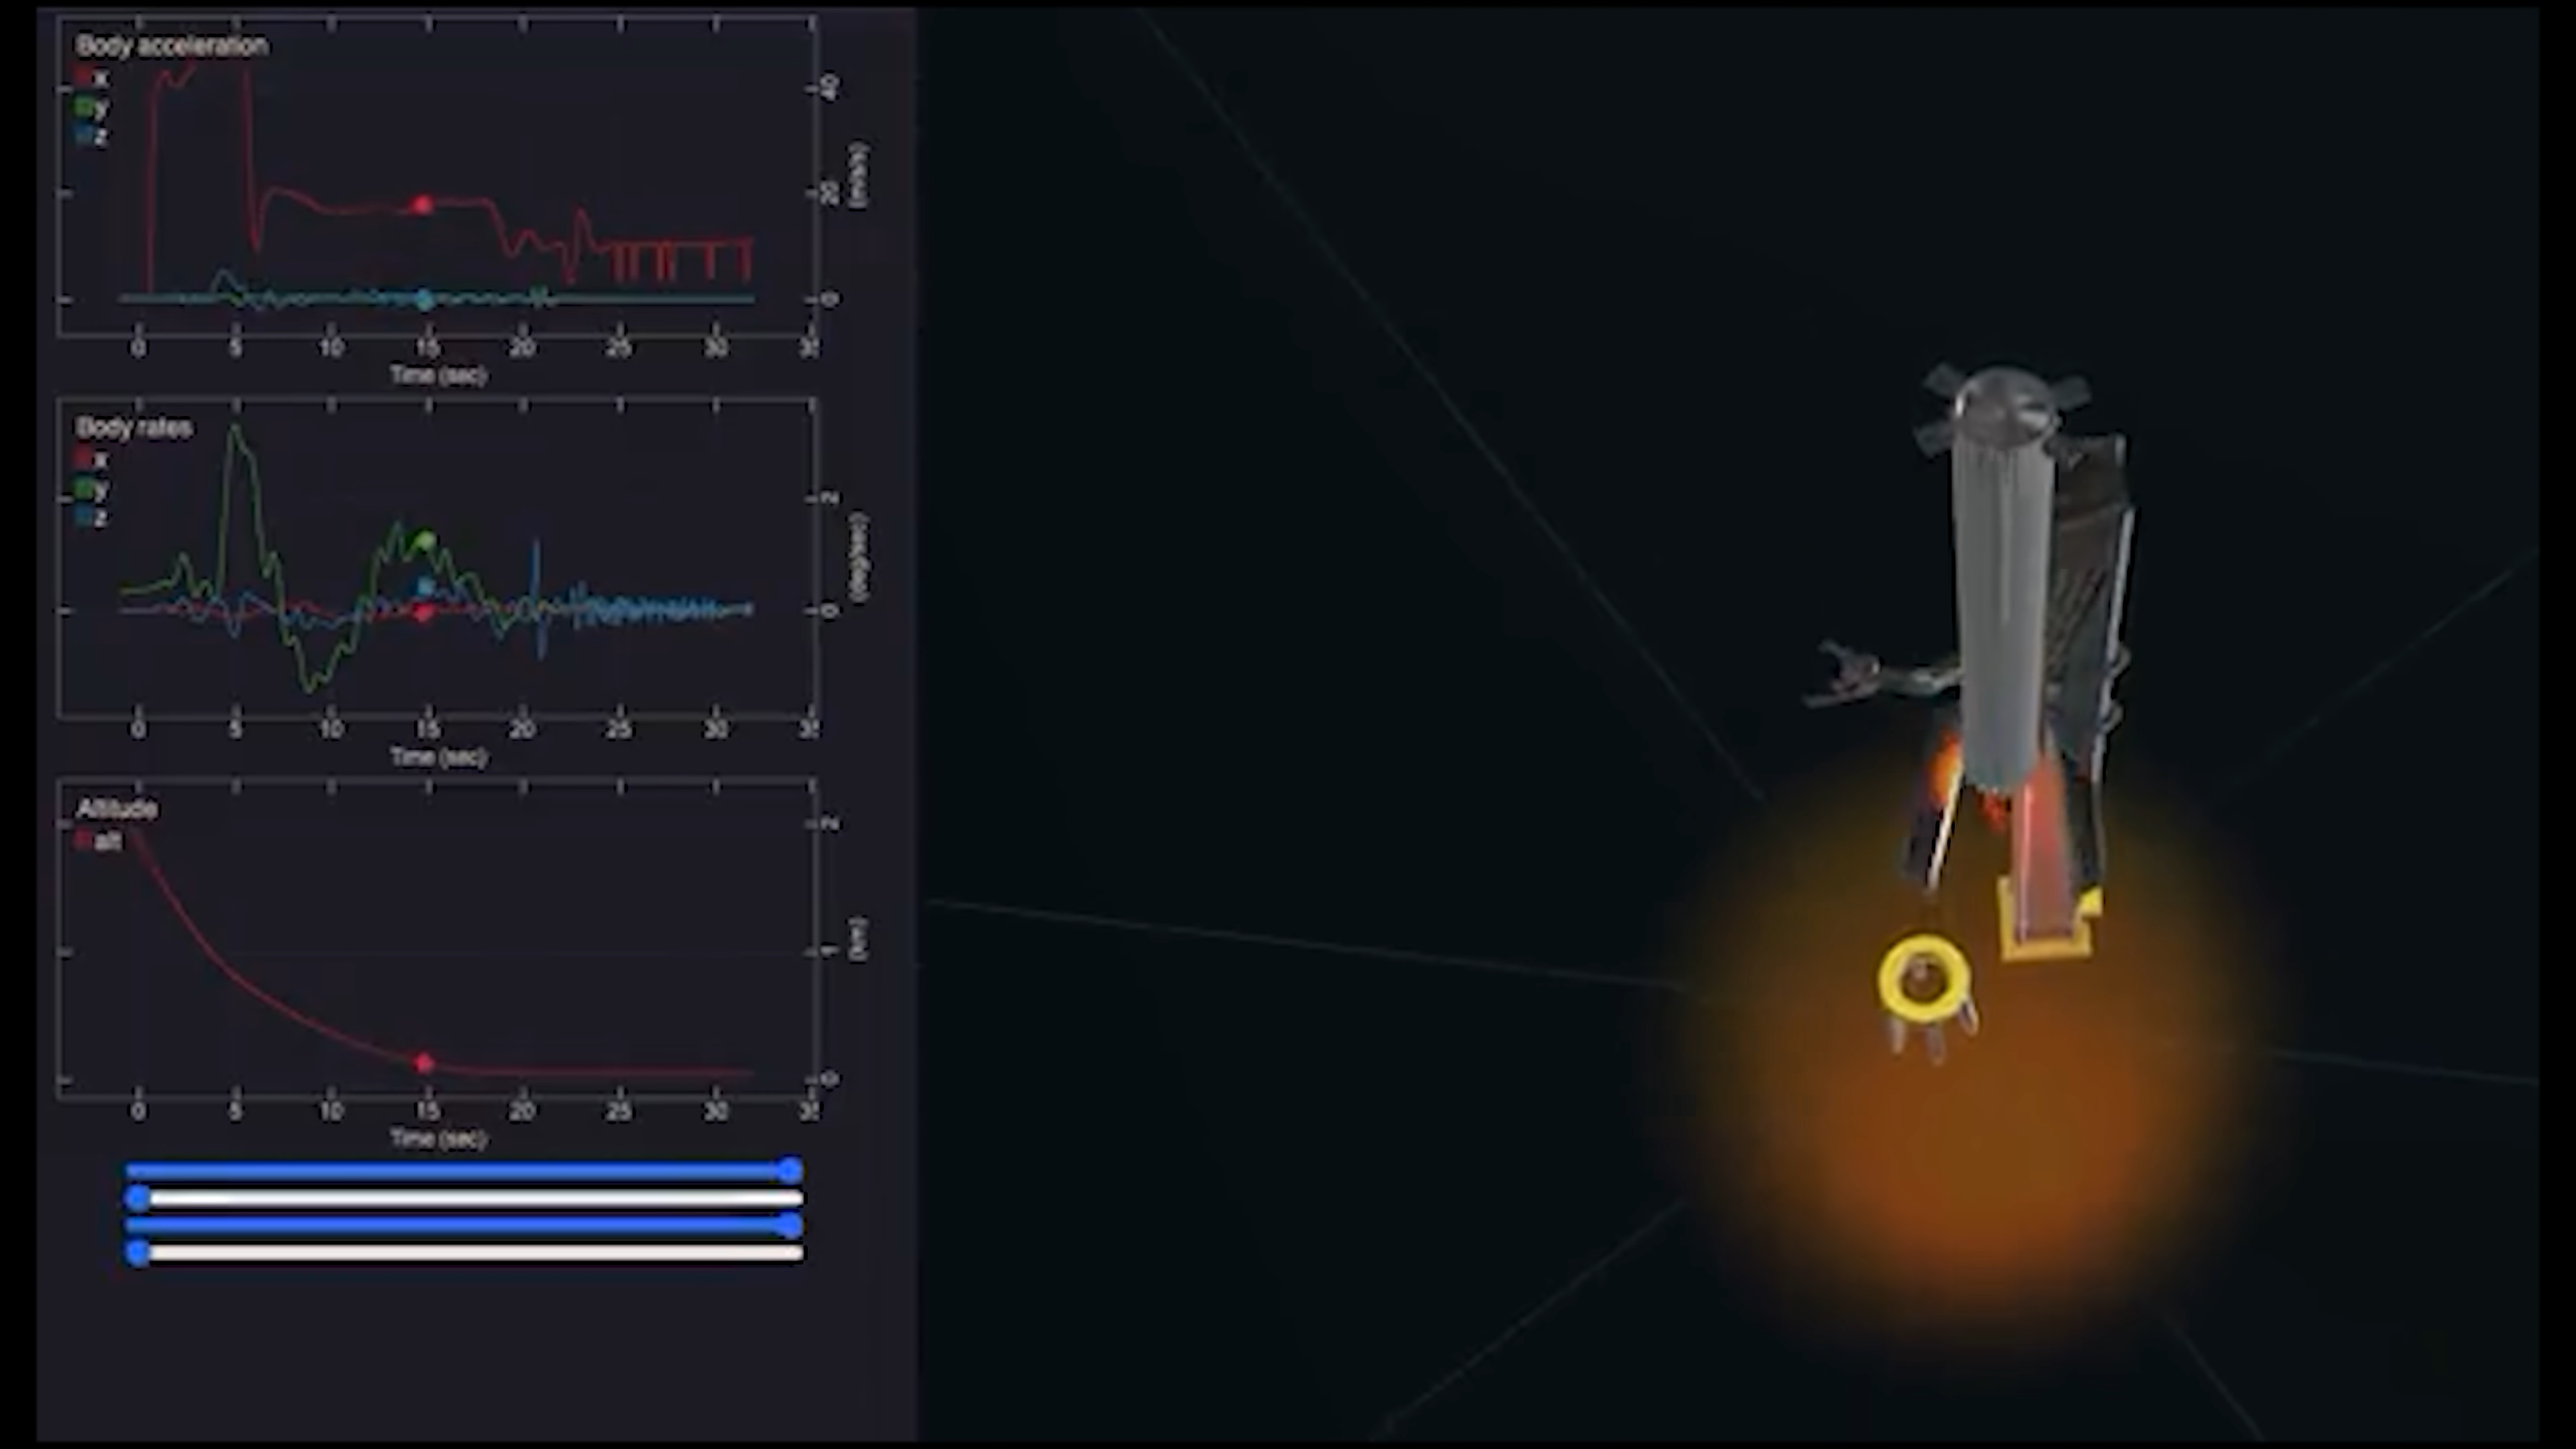 Body acceleration
x
y
z
40
20
0
(m/s/s)
0 5 10 15 20 25 30
Time (sec)
Body rates
x
y
z
2
0
(deg/sec)
0 5 10 15 20 25 30
Time (sec)
Altitude
alt
2
1
0
(km)
0 5 10 15 20 25 30
Time (sec)